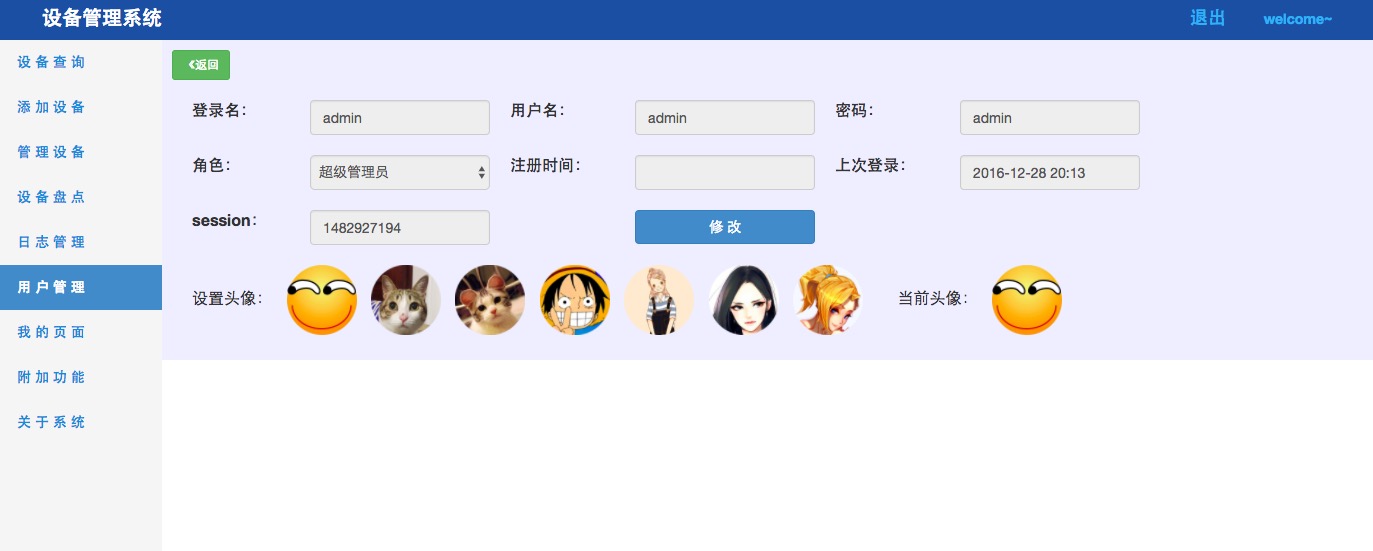 设备管理系统
退出
welcome~
设备查询
添加设备
管理设备
设备盘点
日志管理
用户管理
我的页面
附加功能
关于系统
返回
登录名: admin 用户名: admin 密码: admin
角色: 超级管理员 注册时间: 上次登录: 2016-12-28 20:13
session: 1482927194 修改
设置头像: 当前头像: